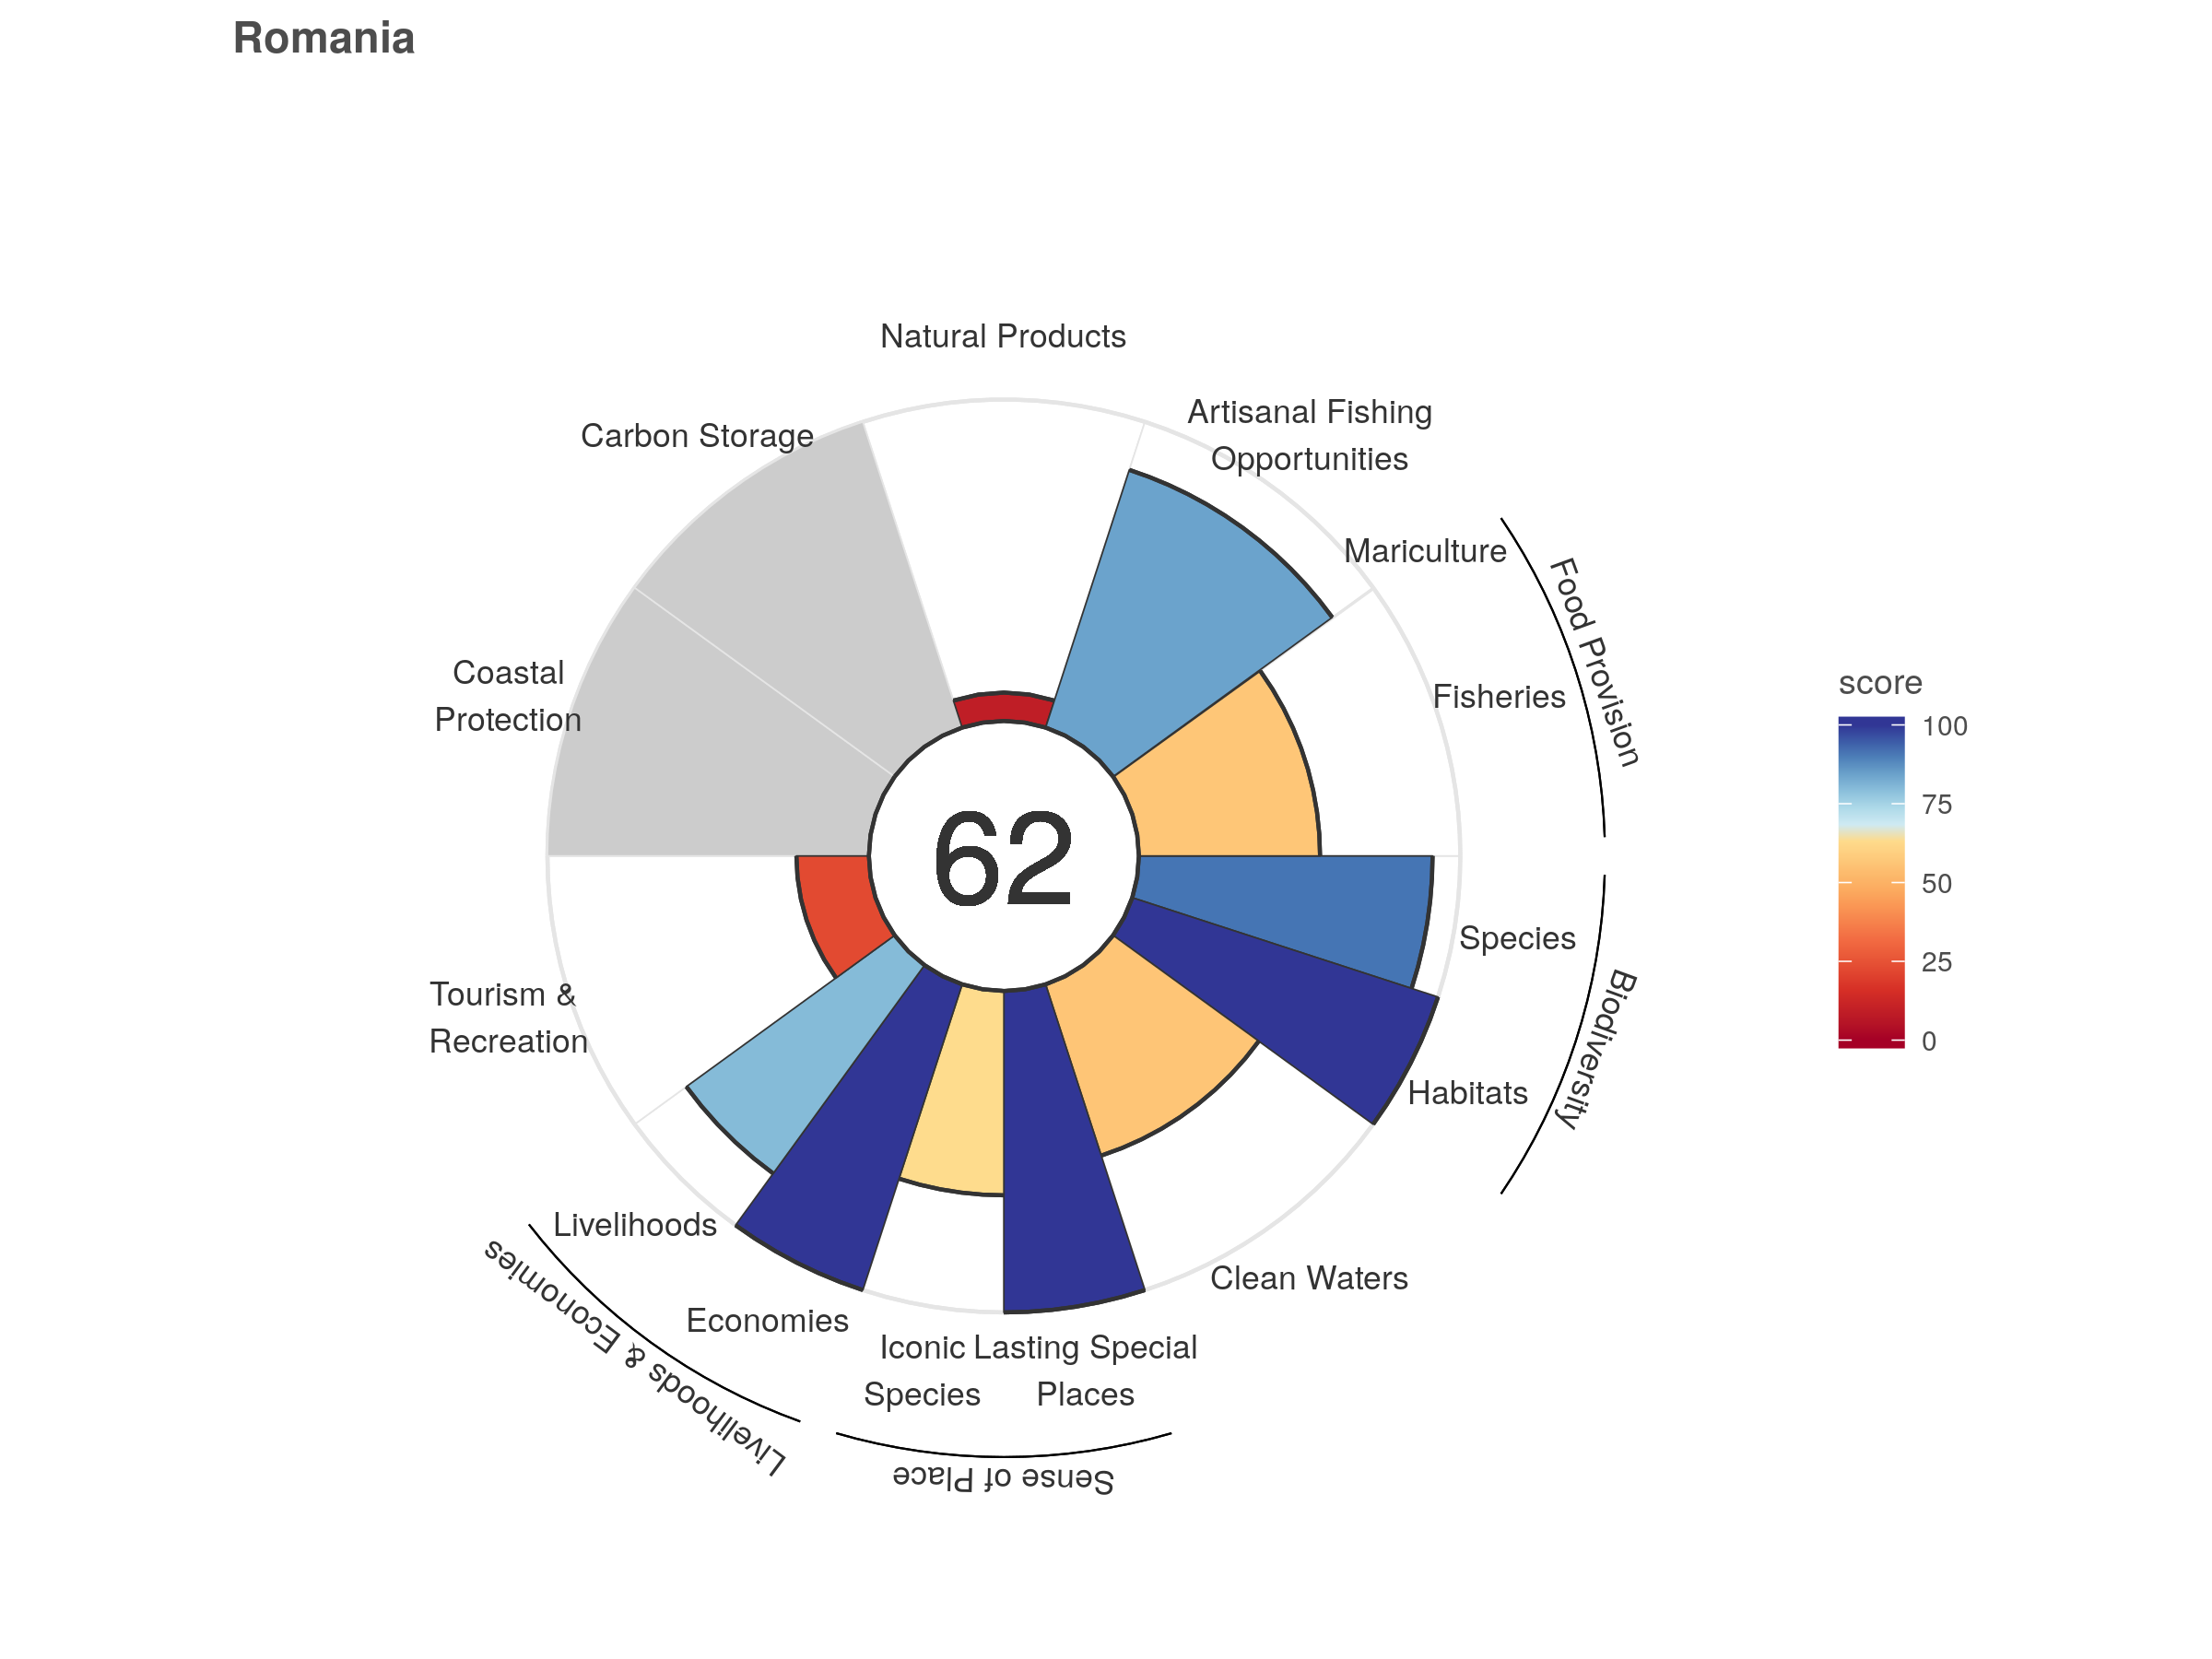 Romania
Natural Products
Artisanal Fishing
Opportunities
Carbon Storage
Mariculture
Food Provision
Fisheries
Coastal
Protection
score
100
75
50
25
0
62
Species
Biodiversity
Habitats
Tourism &
Recreation
Livelihoods
Livelihoods & Economies
Economies
Clean Waters
Iconic
Species
Lasting Special
Places
Sense of Place